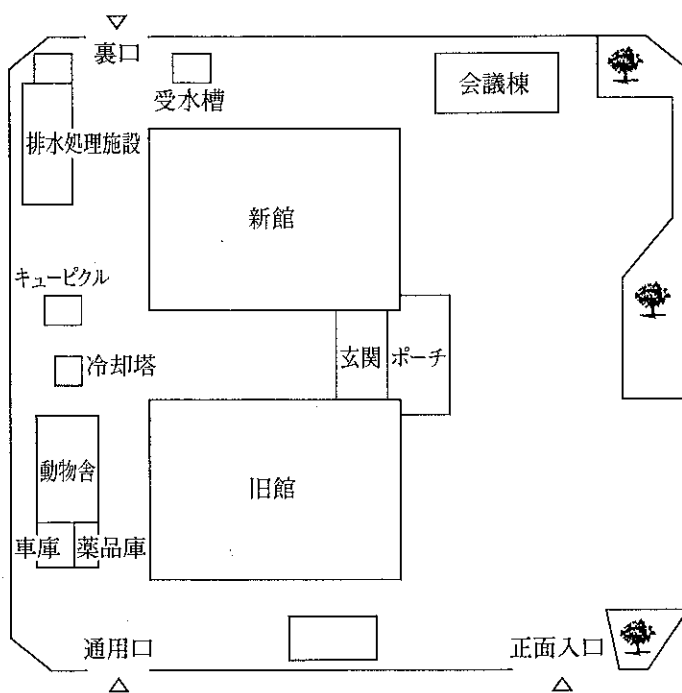 裏口
受水槽
会議棟
排水処理施設
新館
キュービクル
玄関
ポーチ
冷却塔
動物舎
旧館
車庫
薬品庫
通用口
正面入口